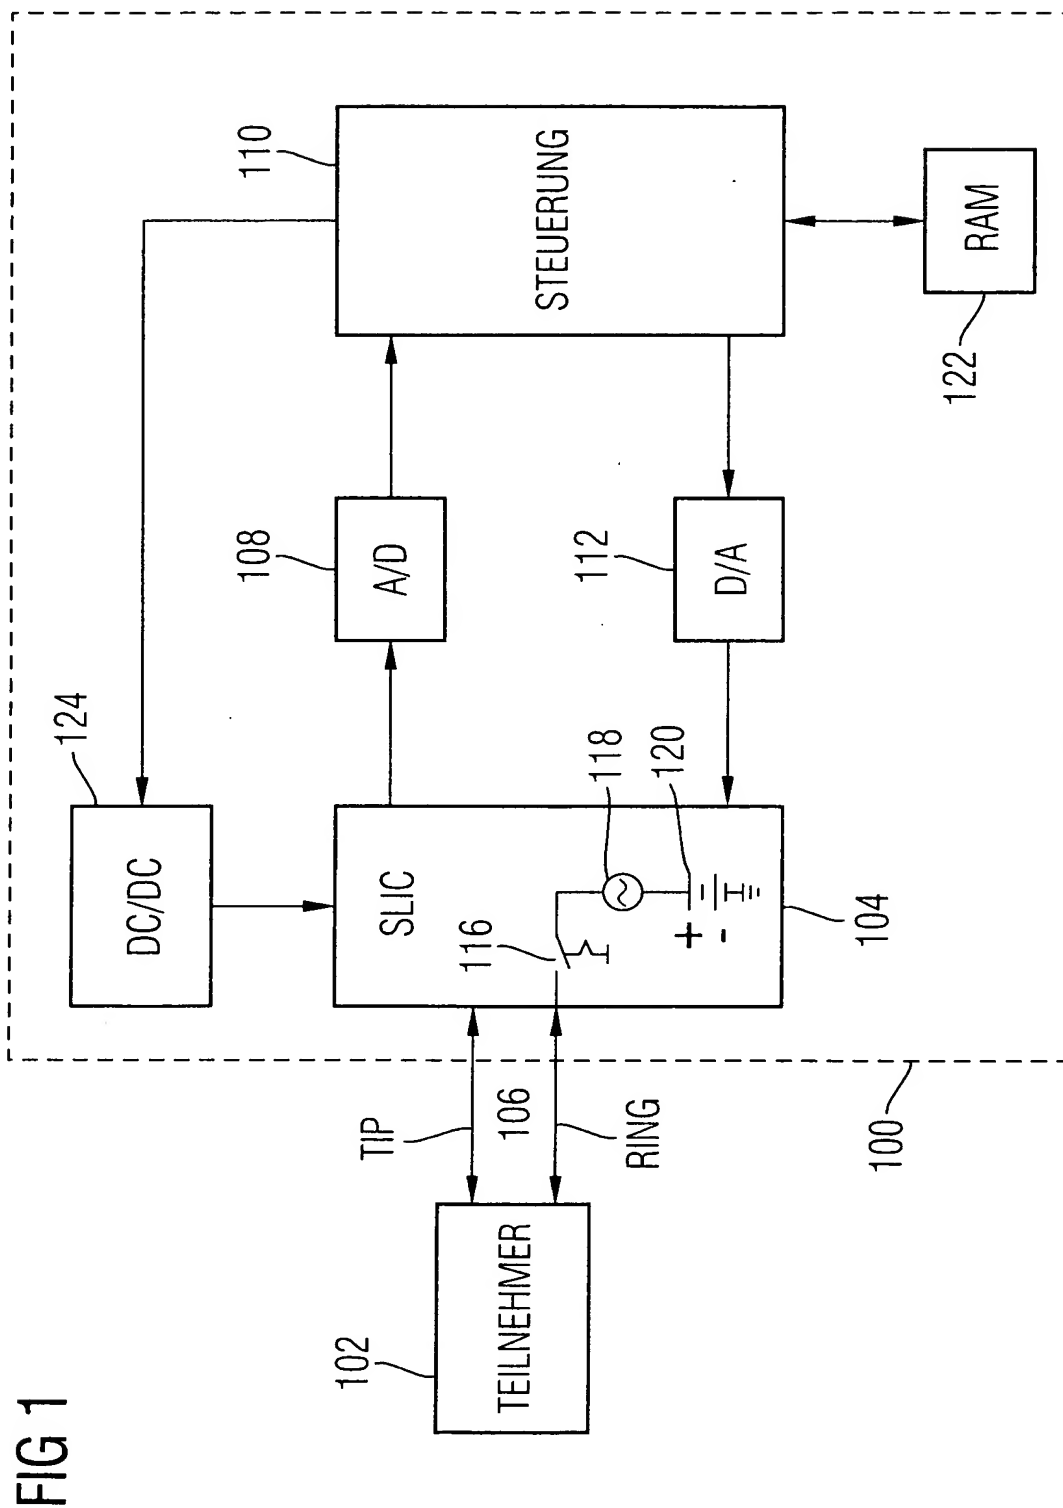 FIG 1
102
TEILNEHMER
TIP
106
RING
100
124
DC/DC
SLIC
116
118
120
+
-
104
108
A/D
112
D/A
110
STEUERUNG
122
RAM